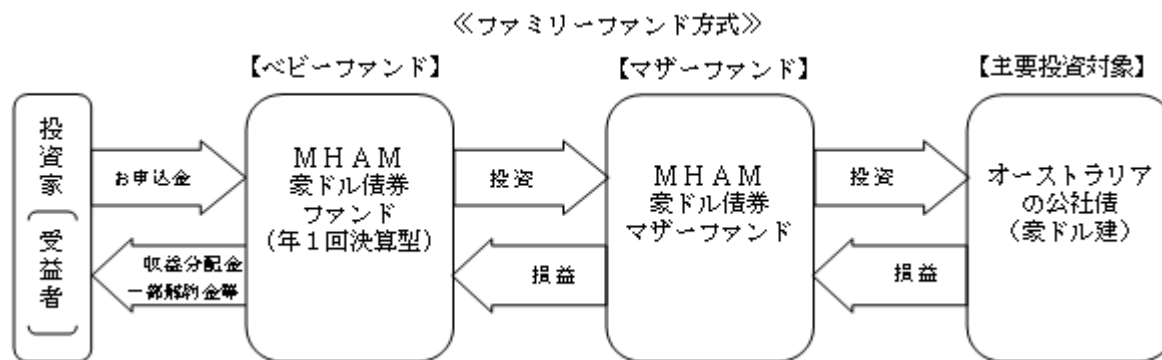 ≪ファミリーファンド方式≫
【ベビーファンド】
【マザーファンド】
【主要投資対象】
投資家
(受益者)
お申込金
収益分配金
一部解約金等
MHAM
豪ドル債券
ファンド
(年1回決算型)
投資
損益
MHAM
豪ドル債券
マザーファンド
投資
損益
オーストラリア
の公社債
(豪ドル建)